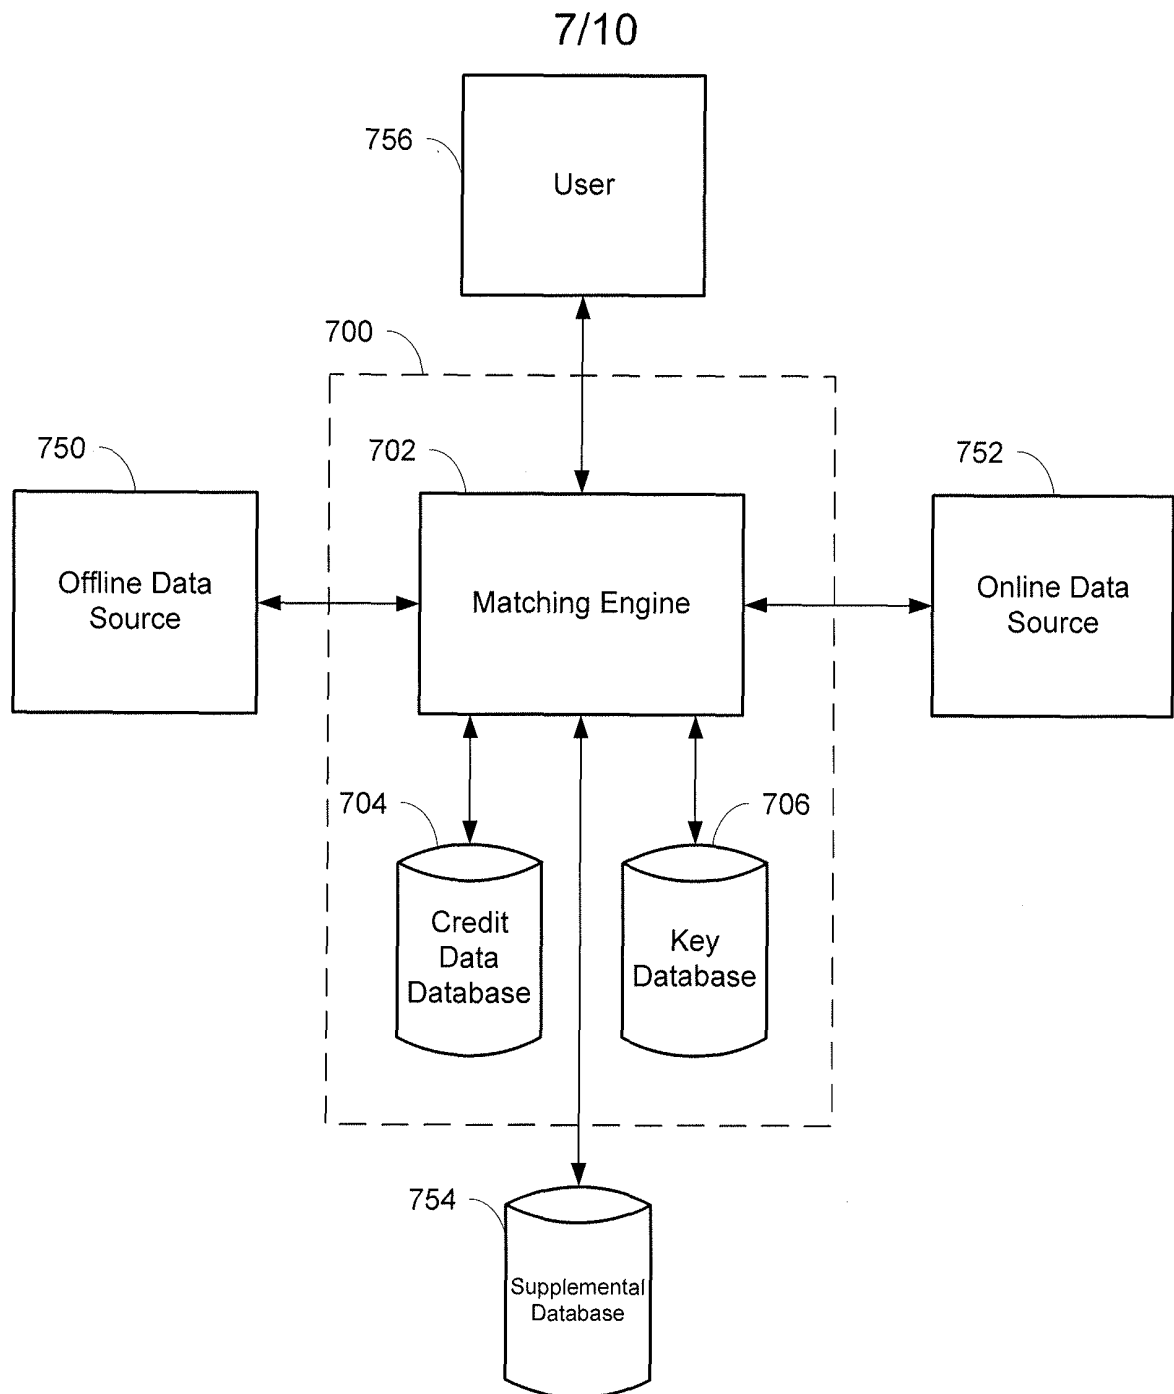 7/10
756
User
700
750
702
752
Offline Data
Source
Matching Engine
Online Data
Source
704
706
Credit
Data
Database
Key
Database
754
Supplemental
Database